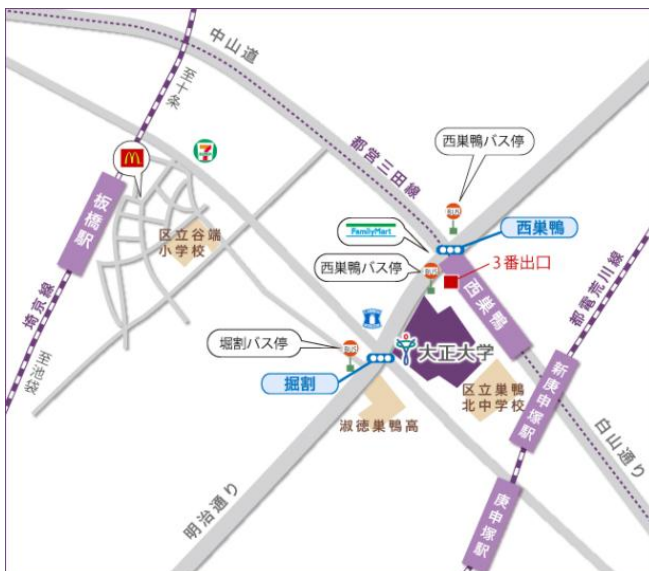 中山道
至十条
都営三田線
西巣鴨バス停
7
ELEVEN
M
板橋駅
区立谷端
小学校
FamilyMart
西巣鴨
西巣鴨バス停
3番出口
西巣鴨
都電荒川線
埼京線
至池袋
堀割バス停
大正大学
掘割
区立巣鴨
北中学校
新庚申塚駅
淑徳巣鴨高
白山通り
明治通り
庚申塚駅